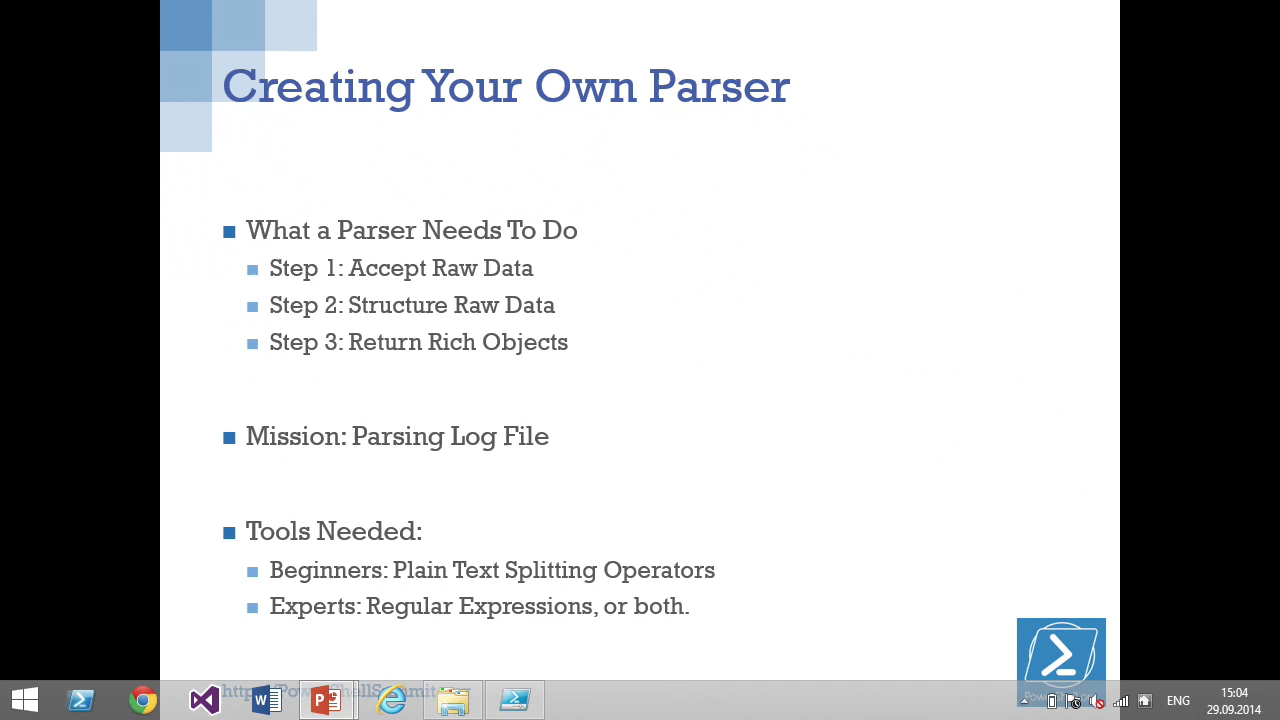 Creating Your Own Parser
What a Parser Needs To Do
Step 1: Accept Raw Data
Step 2: Structure Raw Data
Step 3: Return Rich Objects
Mission: Parsing Log File
Tools Needed:
Beginners: Plain Text Splitting Operators
Experts: Regular Expressions, or both.
ENG
15:04
29.09.2014